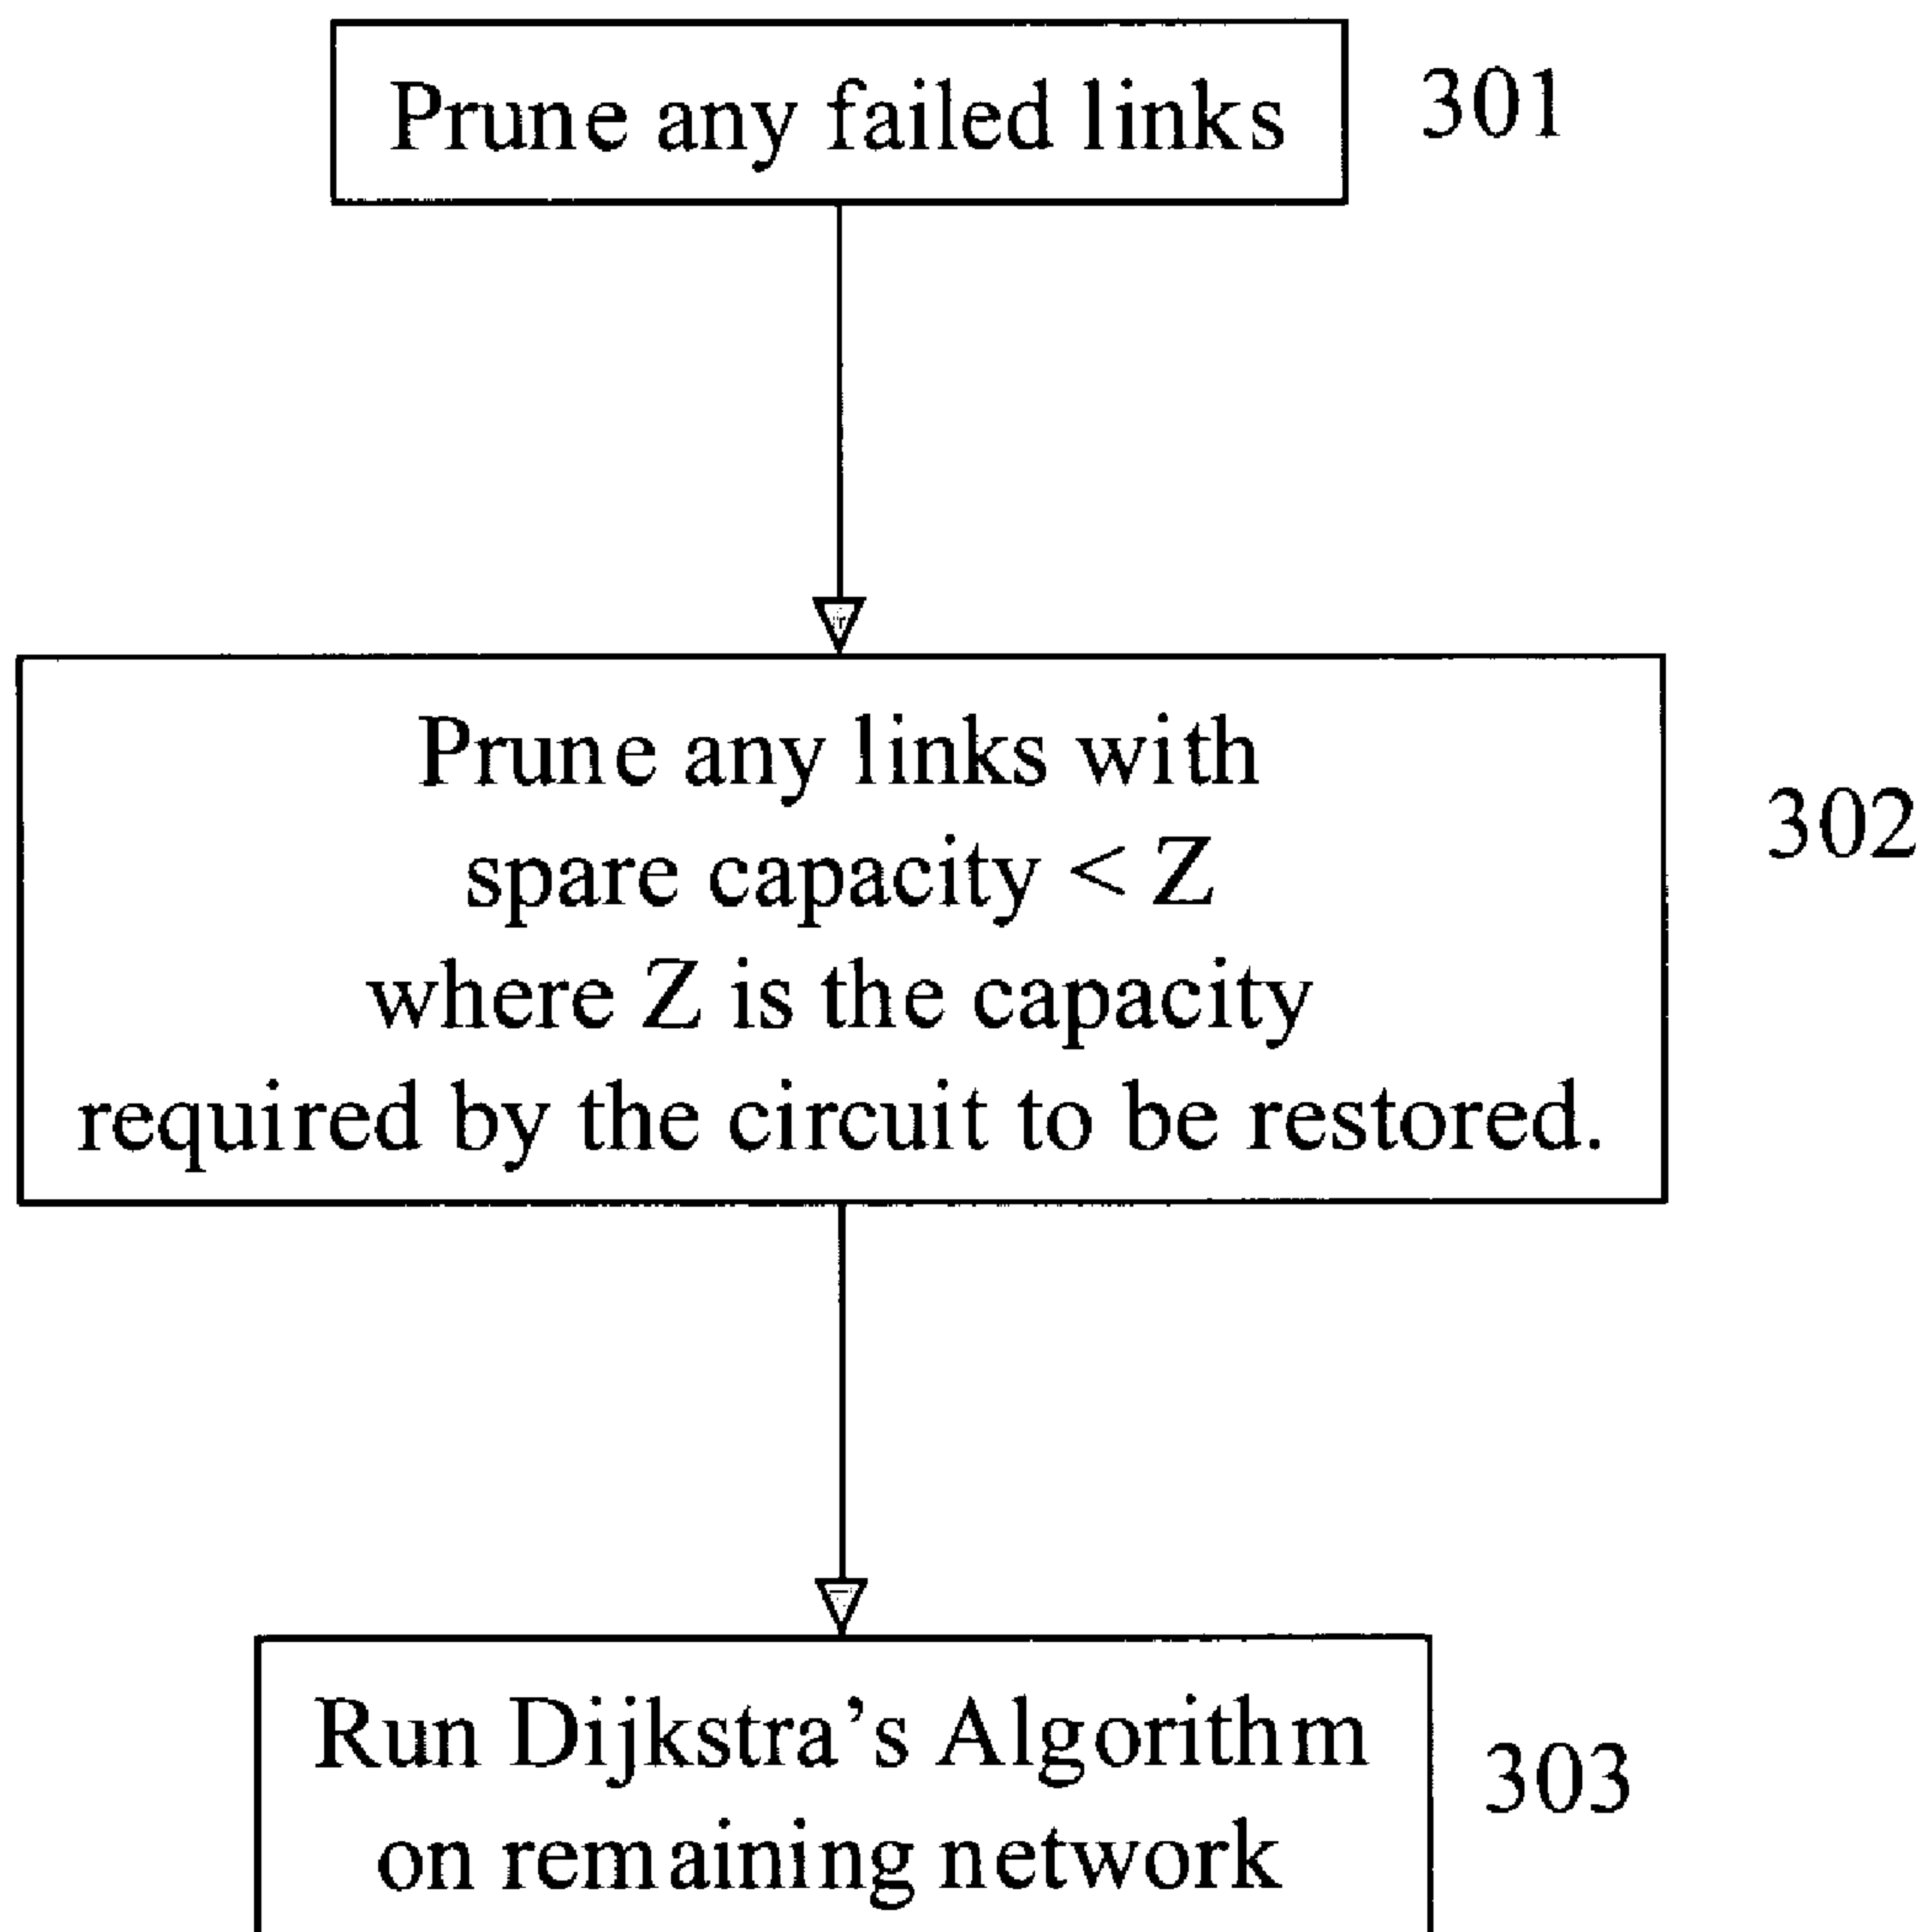 Prune any failed links
301
Prune any links with
spare capacity < Z
where Z is the capacity
required by the circuit to be restored.
302
Run Dijkstra’s Algorithm
on remaining network
303